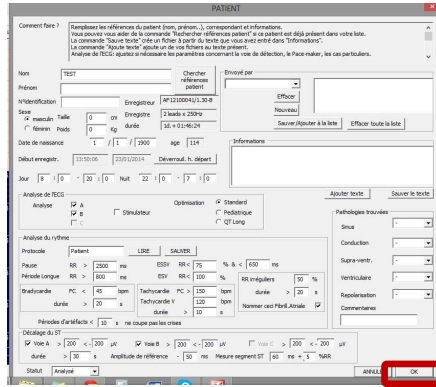 PATIENT
Comment faire ?
Remplissez les références du patient (nom, prénom..), correspondant et informations.
Vous pouvez vous aider de la commande "Rechercher références patient" si ce patient est déjà présent dans votre liste.
La commande "Sauve texte" crée un fichier à partir du texte que vous avez entré dans "Informations".
La commande "Ajoute texte" ajoute un de vos fichiers au texte présent.
Analyse de l'ECG: ajustez si nécessaire les paramètres concernant la voie de détection, le Pace-maker, les cas particuliers.
Nom TEST Chercher références patient
Prénom
Envoyé par
Effacer
Nouveau
Sauver/Ajouter à la liste Effacer toute la liste
N°identification Enregistreur AF12100041/1.30-B
Sexe
masculin Taille 0 cm Enregistre 2 leads x 250Hz
féminin Poids 0 Kg durée 1d. + 01:46:24
Date de naissance 1 / 1 / 1900 age 114
Informations
Début enregistr. 13:50:06 23/01/2014 Déverrouil. h. départ
Jour 8 : 0 - 20 : 0 Nuit 22 : 0 - 7 : 0
Ajouter texte Sauver le texte
Analyse de l'ECG
Analyse A B C Stimulateur
Optimisation Standard
Pediatrique
QT Long
Pathologies trouvées
Sinus -
Conduction -
Supra-ventr. -
Ventriculaire -
Repolarisation -
Commentaires
Analyse du rythme
Protocole Patient LIRE SAUVER
Pause RR > 2500 ms ESSV RR< 75 % & < 650 ms
Période Longue RR > 800 ms ESV RR< 100 %
RR irréguliers 50 %
durée > 20 s
Nommer ceci Fibrill.Atriale
Bradycardie FC < 45 bpm
durée > 20 s
Tachycardie FC > 150 bpm
Tachycardie V 120 bpm
durée > 10 s
Périodes d'artéfacts < 10 s ne coupe pas les crises
Décalage du ST
Voie A > 200 < - 200 µV Voie B > 200 < - 200 µV Voie C > 200 < - 200 µV
durée > 30 s Amplitude de référence - 50 ms Mesure segment ST 60 ms + 5 %RR
Statut Analysé
OK